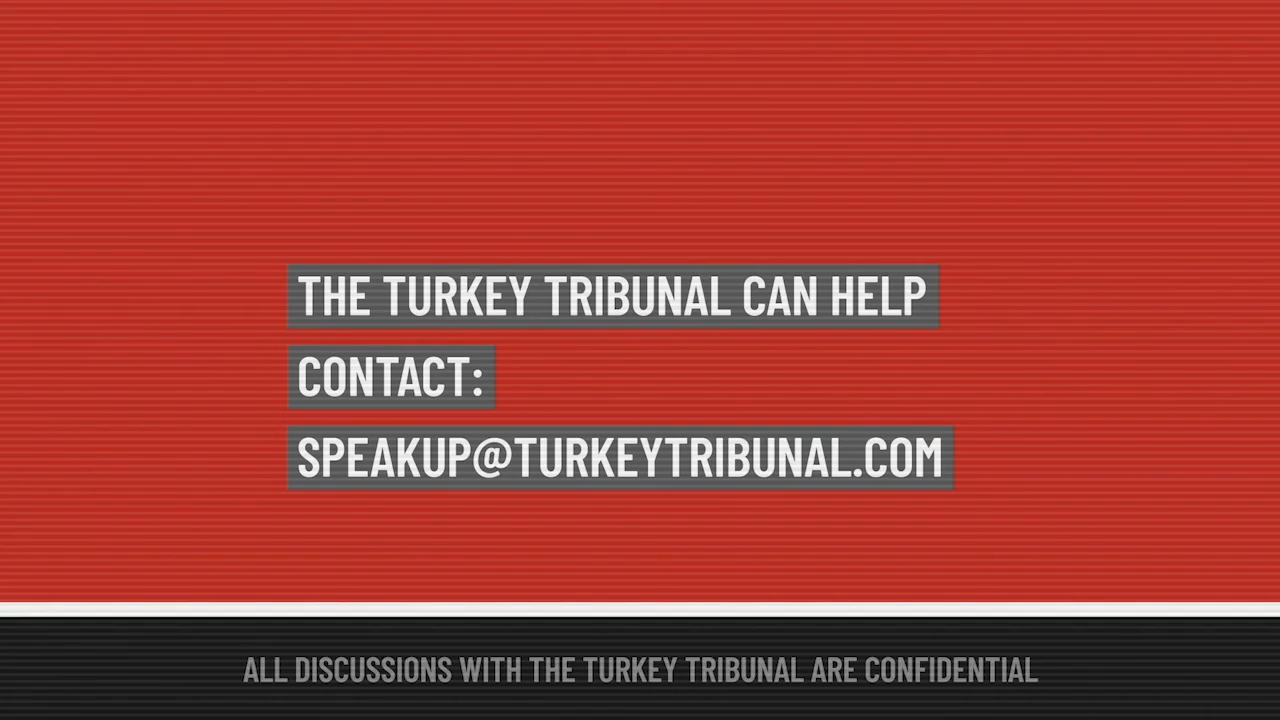 THE TURKEY TRIBUNAL CAN HELP
CONTACT:
SPEAKUP@TURKEYTRIBUNAL.COM
ALL DISCUSSIONS WITH THE TURKEY TRIBUNAL ARE CONFIDENTIAL